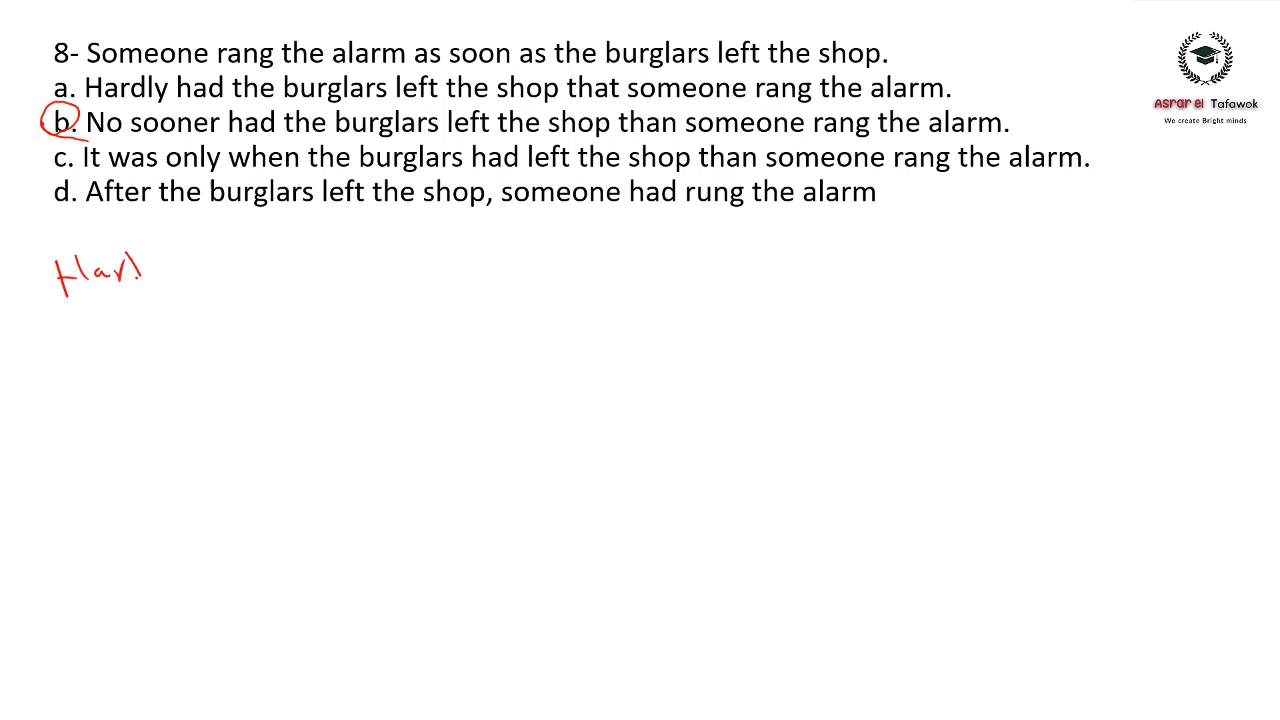 8- Someone rang the alarm as soon as the burglars left the shop.
a. Hardly had the burglars left the shop that someone rang the alarm.
b. No sooner had the burglars left the shop than someone rang the alarm.
c. It was only when the burglars had left the shop than someone rang the alarm.
d. After the burglars left the shop, someone had rung the alarm
Asrar el Tafawok
We create Bright minds